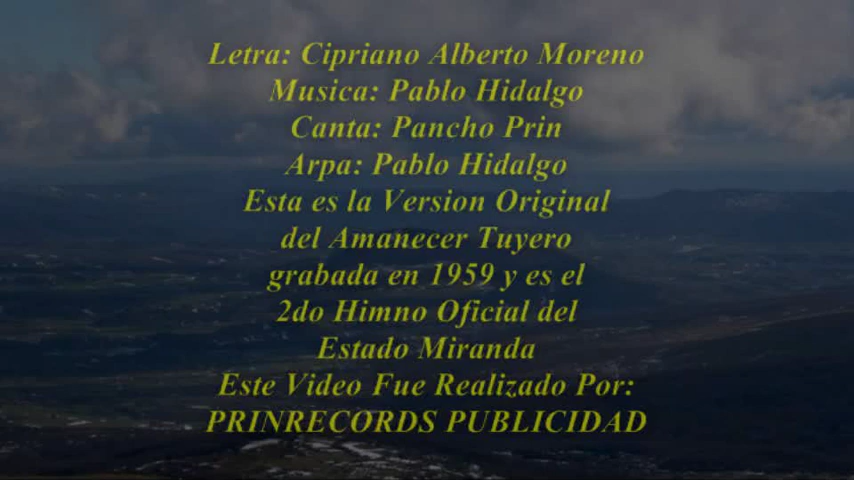 Letra: Cipriano Alberto Moreno
Musica: Pablo Hidalgo
Canta: Pancho Prin
Arpa: Pablo Hidalgo
Esta es la Version Original
del Amanecer Tuyero
grabada en 1959 y es el
2do Himno Oficial del
Estado Miranda
Este Video Fue Realizado Por:
PRINRECORDS PUBLICIDAD